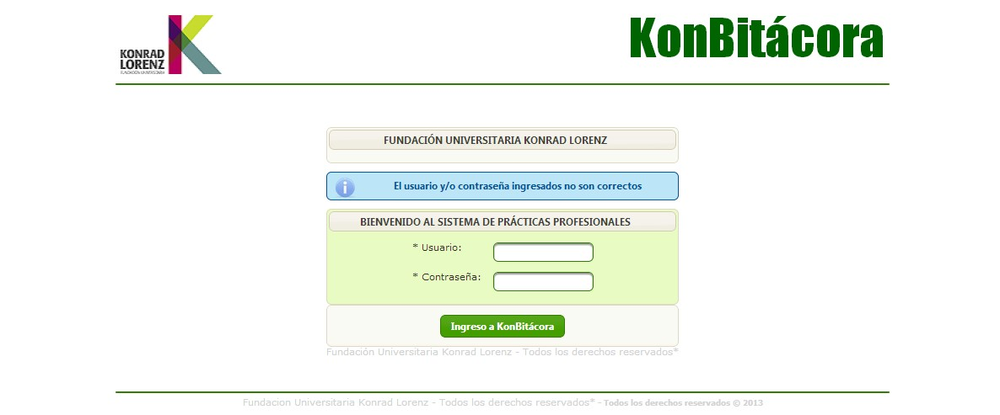 KONRAD
LORENZ
FUNDACIÓN UNIVERSITARIA
KonBitácora
FUNDACIÓN UNIVERSITARIA KONRAD LORENZ
El usuario y/o contraseña ingresados no son correctos
BIENVENIDO AL SISTEMA DE PRÁCTICAS PROFESIONALES
* Usuario:
* Contraseña:
Ingreso a KonBitácora
Fundación Universitaria Konrad Lorenz - Todos los derechos reservados*
Fundacion Universitaria Konrad Lorenz - Todos los derechos reservados* - Todos los derechos reservados © 2013